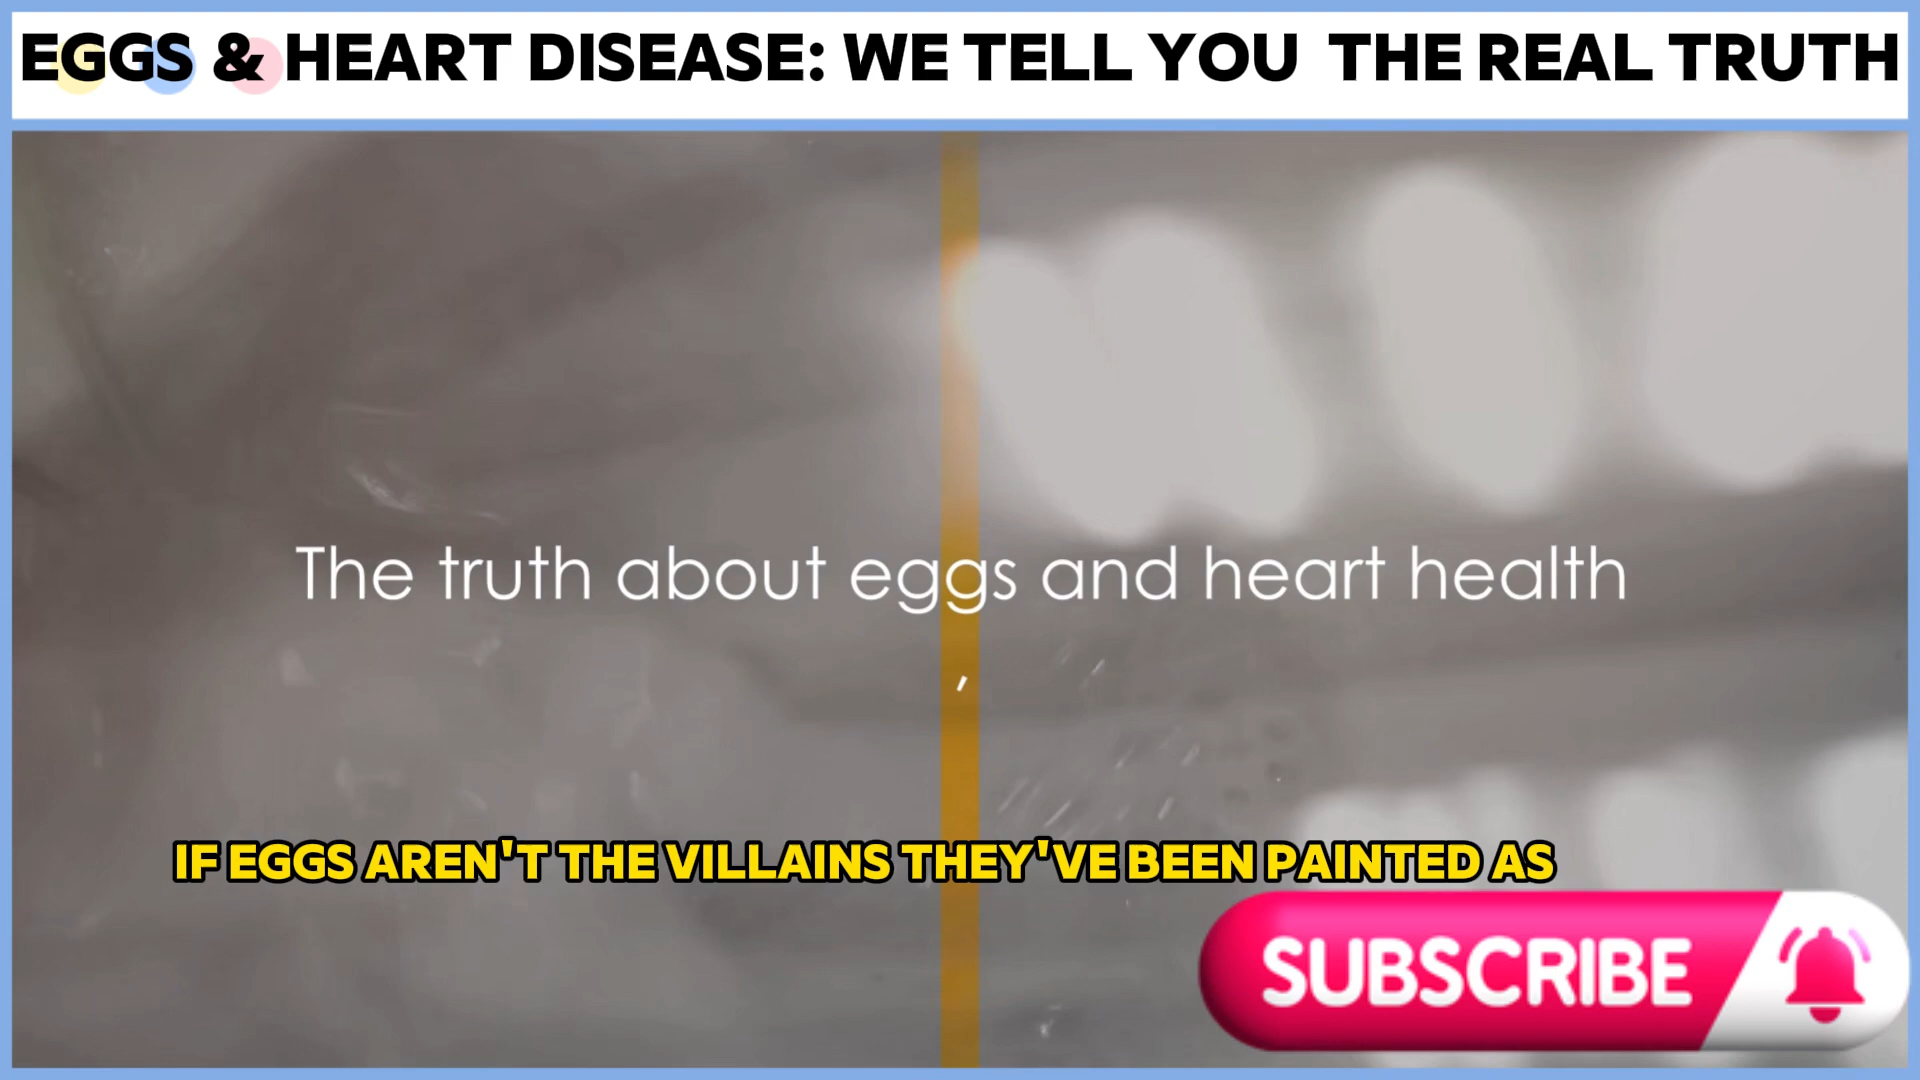 EGGS & HEART DISEASE: WE TELL YOU THE REAL TRUTH
The truth about eggs and heart health
,
IF EGGS AREN'T THE VILLAINS THEY'VE BEEN PAINTED AS
SUBSCRIBE